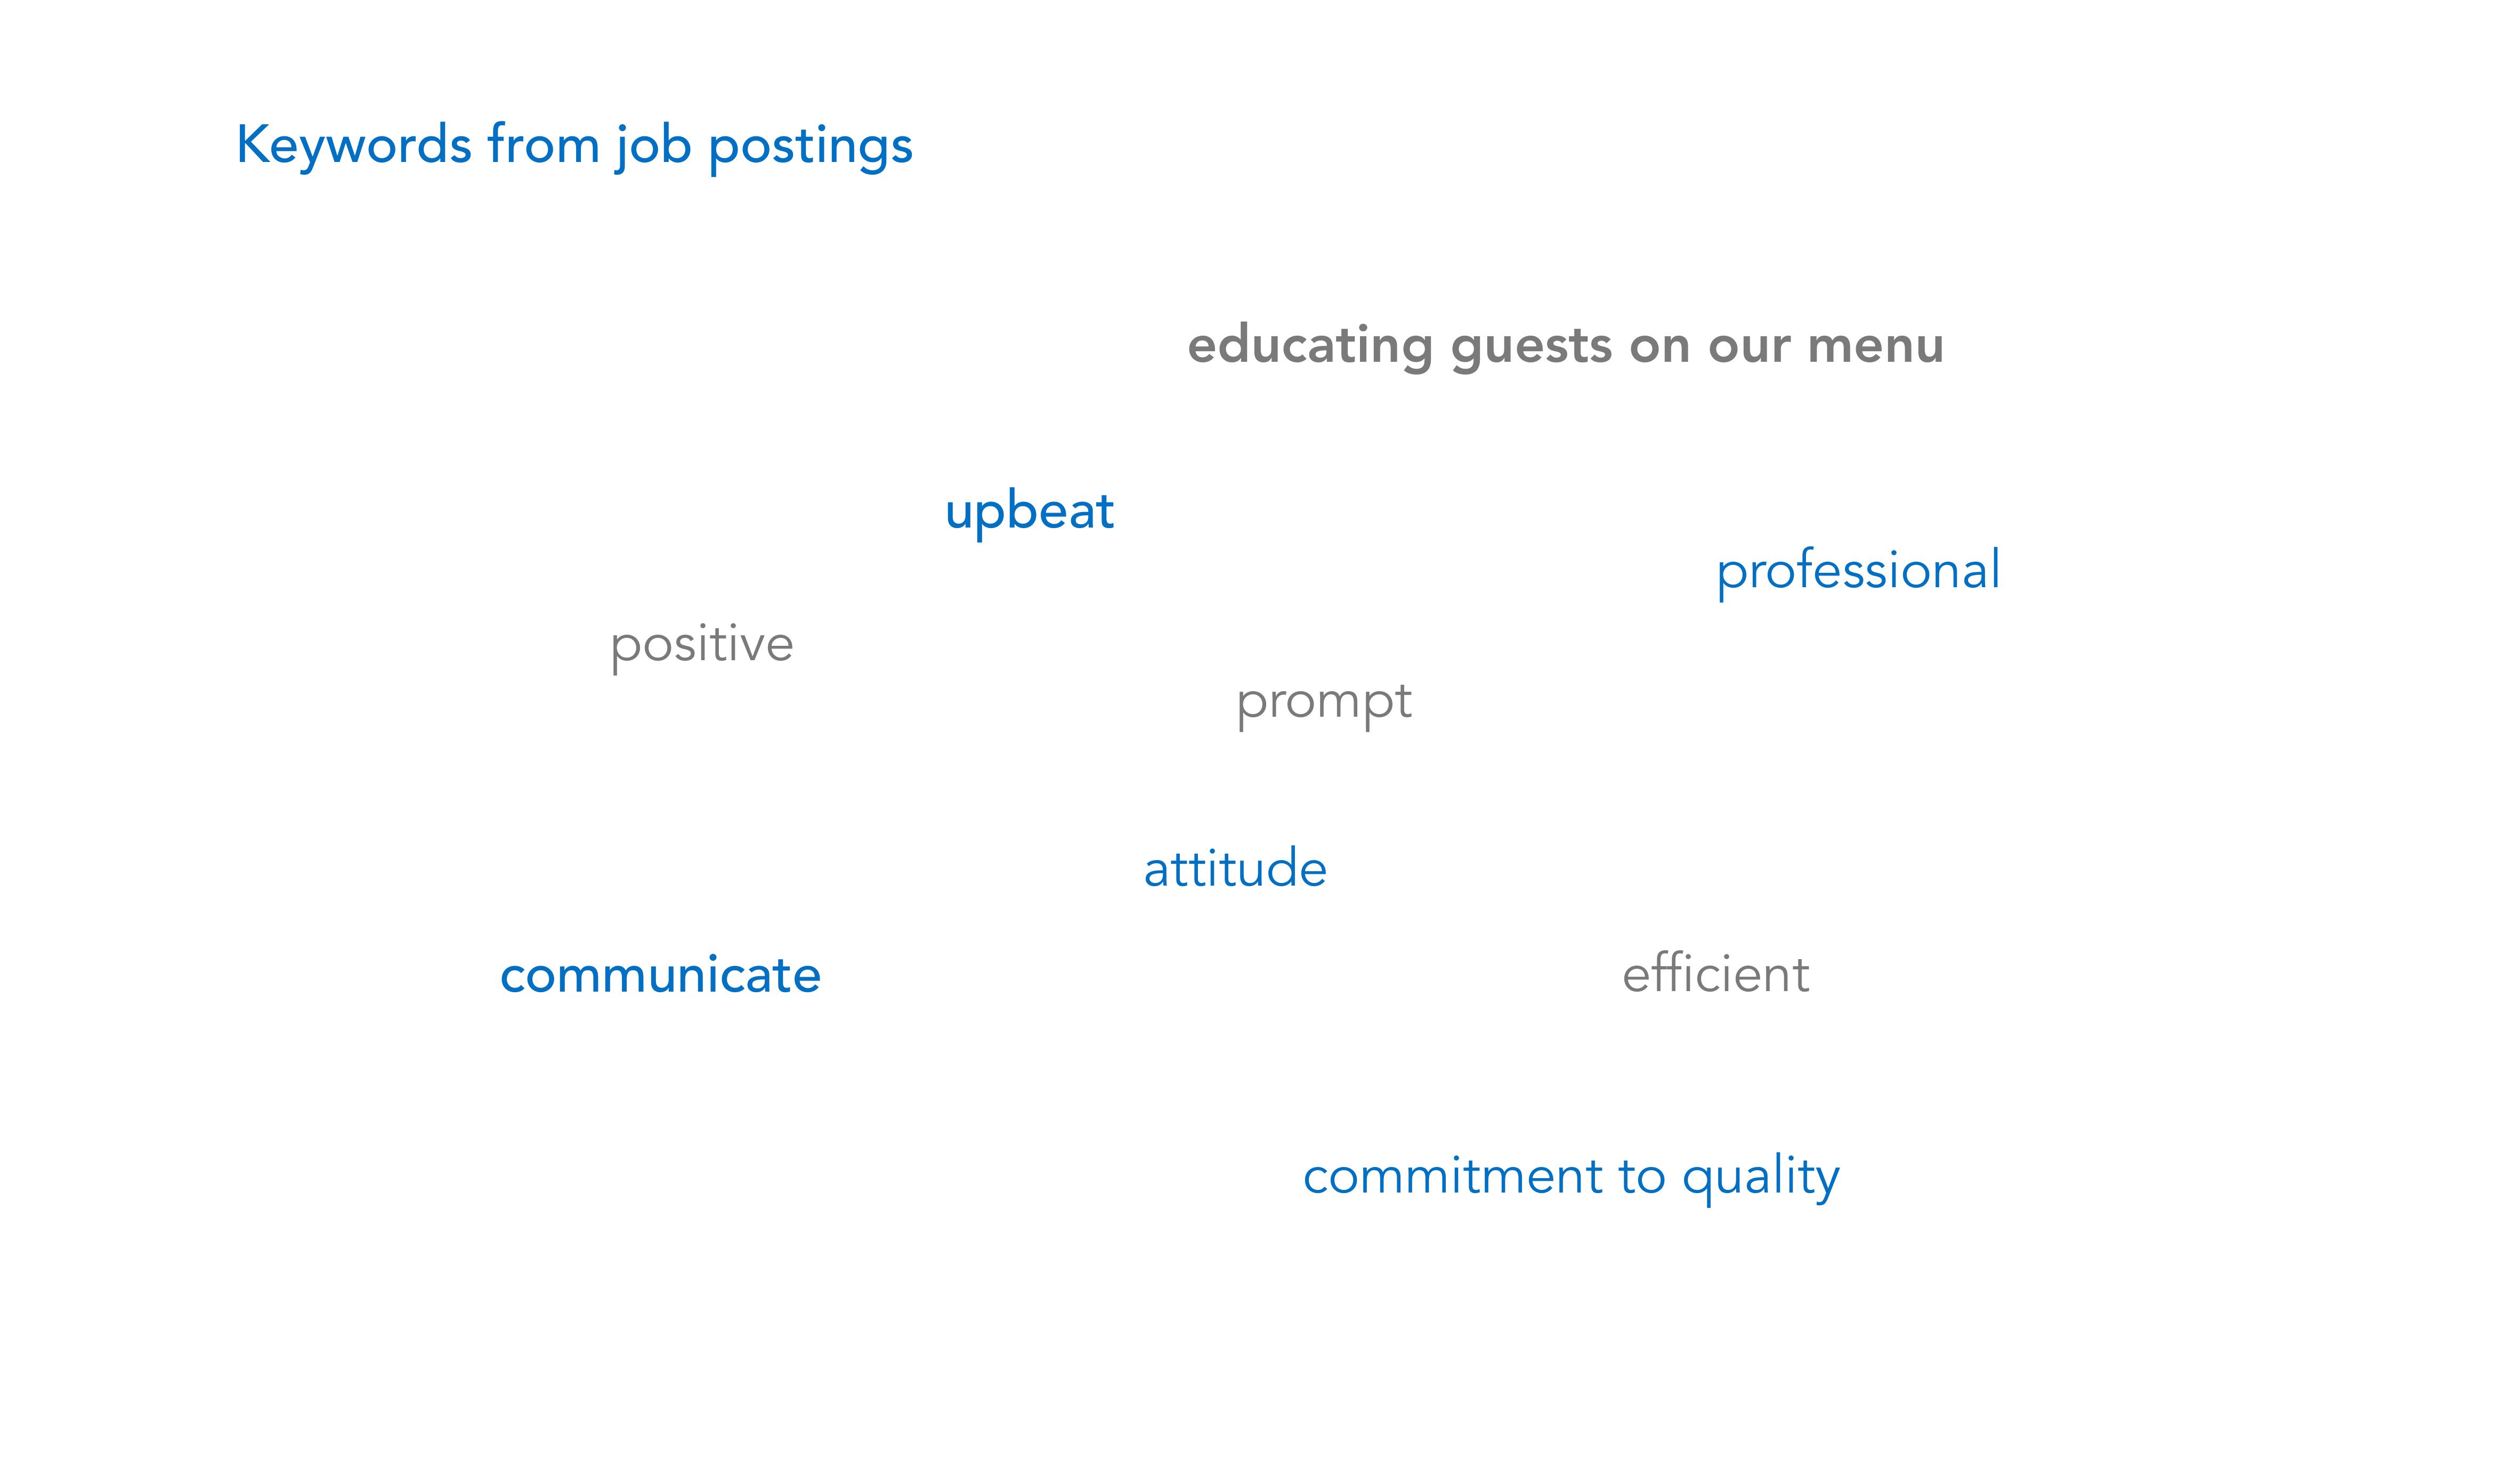 Keywords from job postings
educating guests on our menu
upbeat
professional
positive
prompt
attitude
communicate
efficient
commitment to quality